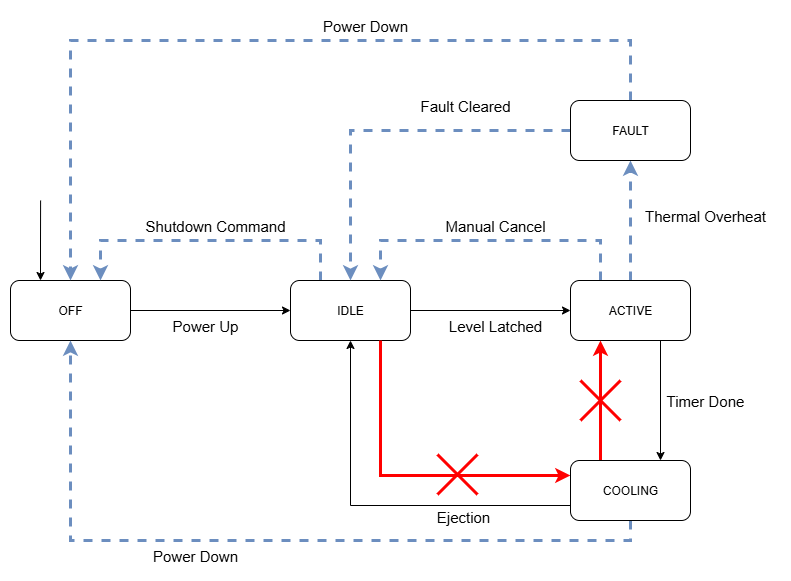 Power Down
Fault Cleared
FAULT
Thermal Overheat
Shutdown Command
Manual Cancel
OFF
IDLE
ACTIVE
Power Up
Level Latched
Timer Done
COOLING
Ejection
Power Down